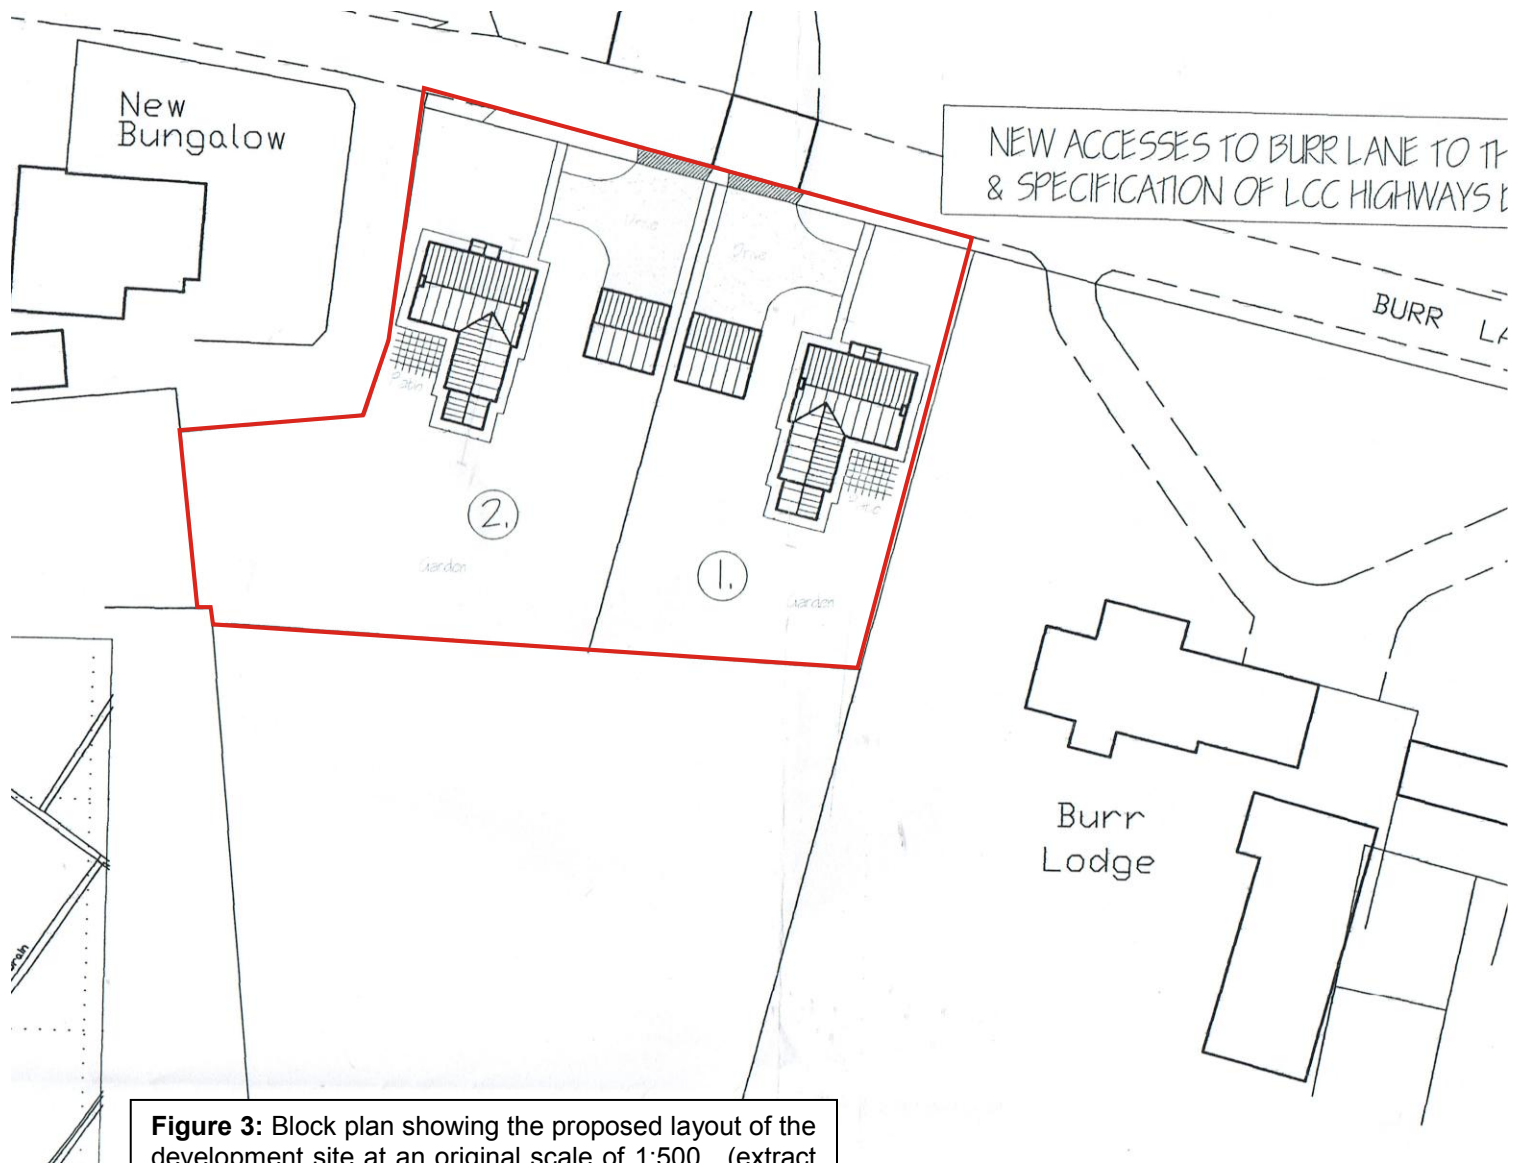 New
Bungalow
NEW ACCESSES TO BURR LANE TO TH
& SPECIFICATION OF LCC HIGHWAYS
Drive
Drive
BURR LA
Patio
Patio
2.
1.
Garden
Garden
Burr
Lodge
drain
Figure 3: Block plan showing the proposed layout of the
development site at an original scale of 1:500 (extract